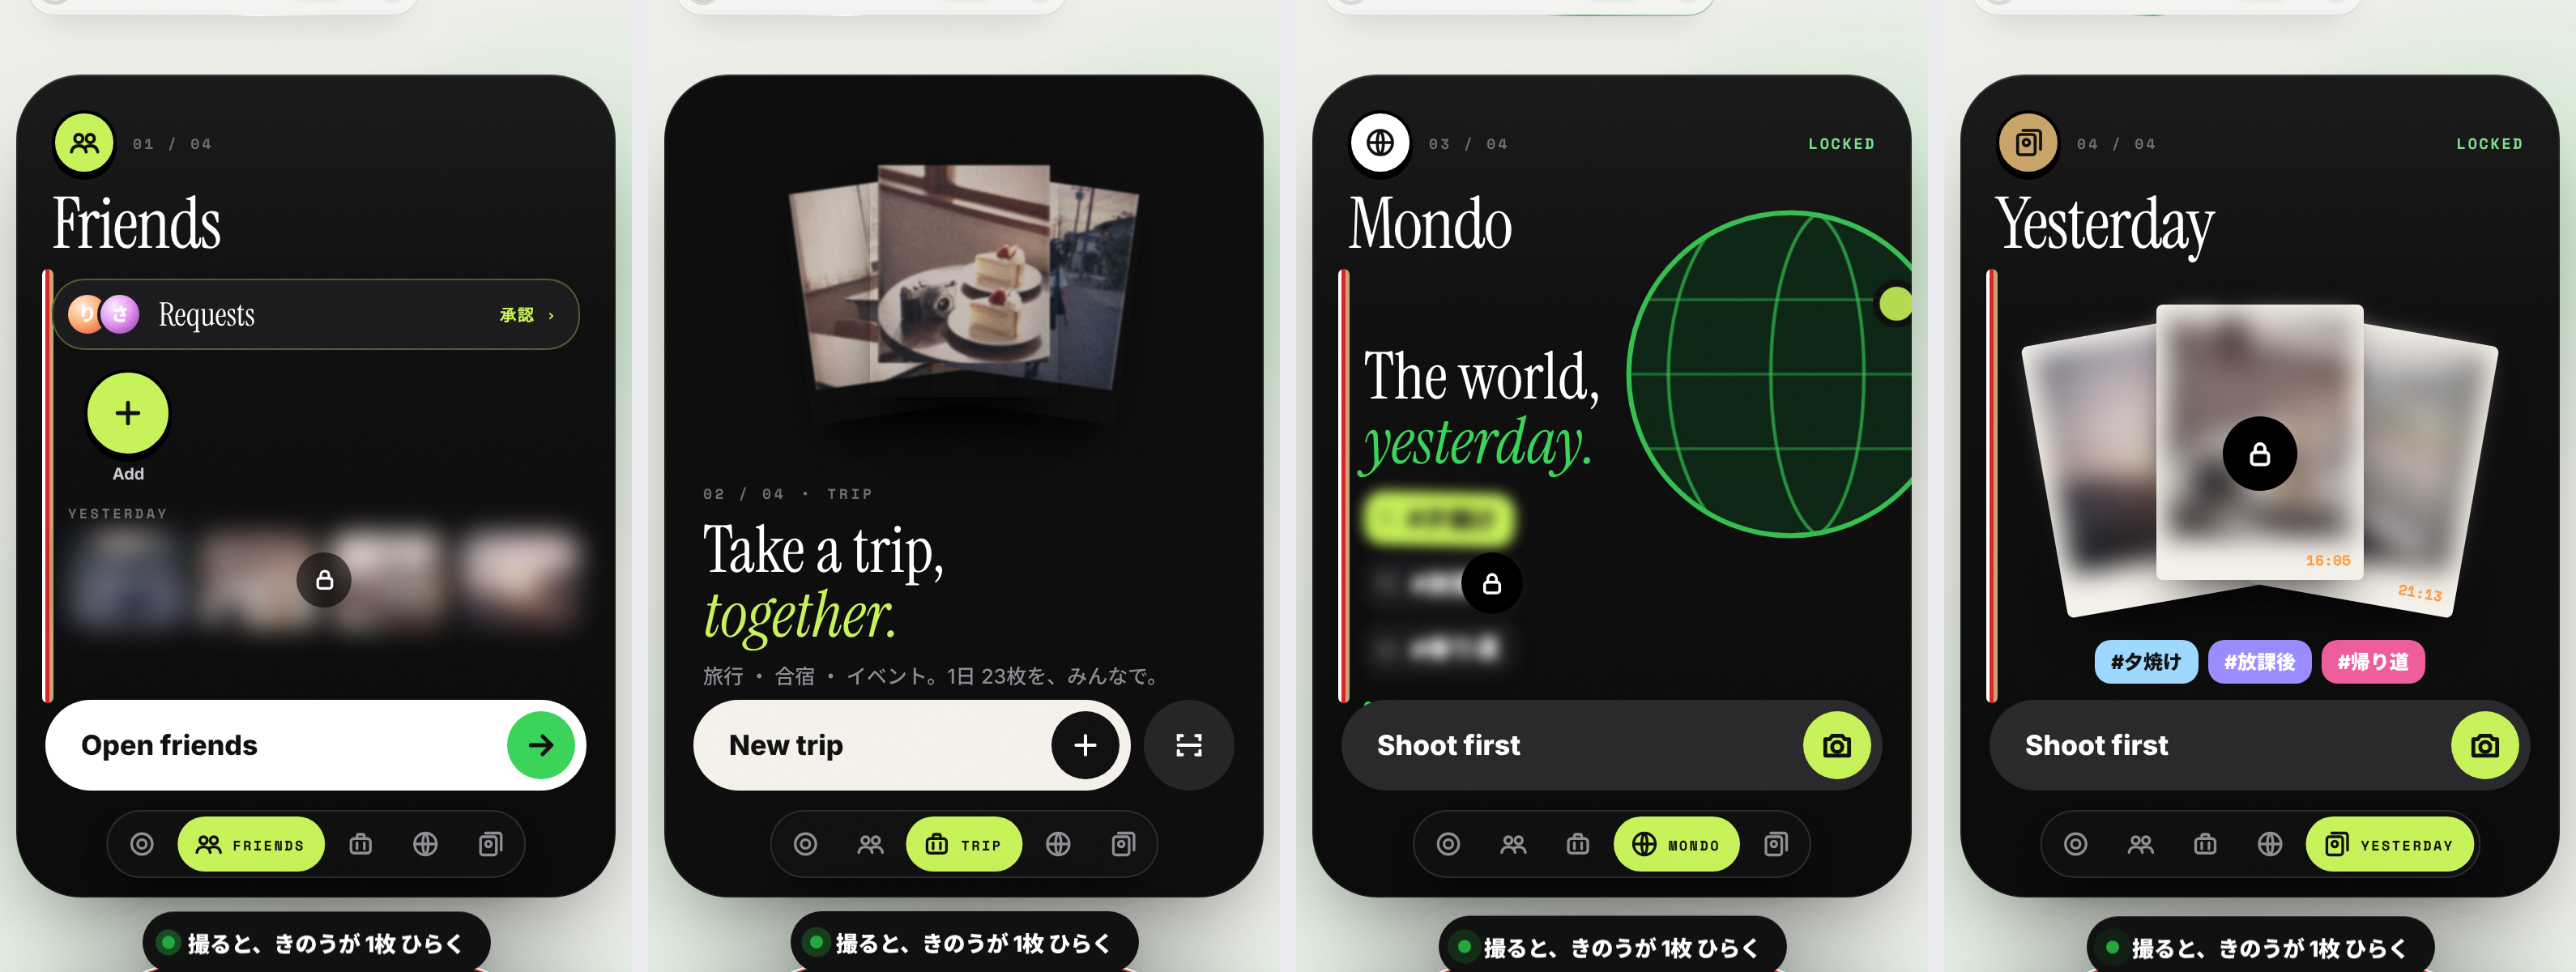 01 / 04
Friends
り さ Requests 承認 ›
Add
YESTERDAY
Open friends
FRIENDS
撮ると、きのうが1枚ひらく
02 / 04 · TRIP
Take a trip,
together.
旅行・合宿・イベント。1日 23枚を、みんなで。
New trip
TRIP
撮ると、きのうが1枚ひらく
03 / 04 LOCKED
Mondo
The world,
yesterday.
Shoot first
MONDO
撮ると、きのうが1枚ひらく
04 / 04 LOCKED
Yesterday
16:05
21:13
#夕焼け #放課後 #帰り道
Shoot first
YESTERDAY
撮ると、きのうが1枚ひらく